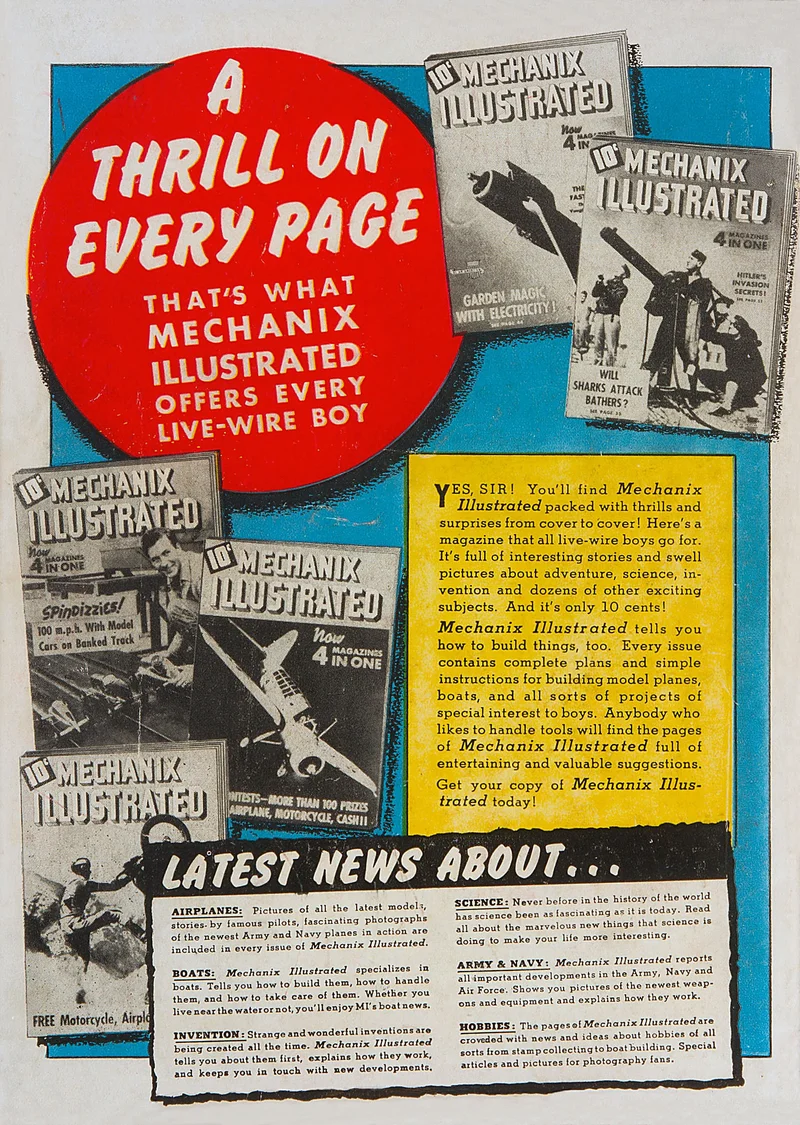 A
THRILL ON
EVERY PAGE
THAT'S WHAT
MECHANIX
ILLUSTRATED
OFFERS EVERY
LIVE-WIRE BOY
10¢ MECHANIX
ILLUSTRATED
Now
4 MAGAZINES
IN
THE
FAST
GARDEN MAGIC
WITH ELECTRICITY!
10¢ MECHANIX
ILLUSTRATED
4 MAGAZINES
IN ONE
HITLER'S
INVASION
SECRETS!
WILL
SHARKS ATTACK
BATHERS?
10¢ MECHANIX
ILLUSTRATED
Now
4 MAGAZINES
IN ONE
SPINDIZZIES!
100 m.p.h. With Model
Cars on Banked Track
10¢ MECHANIX
ILLUSTRATED
Now
4 MAGAZINES
IN ONE
NTESTS—MORE THAN 100 PRIZES
AIRPLANE, MOTORCYCLE, CASH!!
10¢ MECHANIX
ILLUSTRATED
FREE Motorcycle, Airpl
YES, SIR! You'll find Mechanix
Illustrated packed with thrills and
surprises from cover to cover! Here's a
magazine that all live-wire boys go for.
It's full of interesting stories and swell
pictures about adventure, science, in-
vention and dozens of other exciting
subjects. And it's only 10 cents!
Mechanix Illustrated tells you
how to build things, too. Every issue
contains complete plans and simple
instructions for building model planes,
boats, and all sorts of projects of
special interest to boys. Anybody who
likes to handle tools will find the pages
of Mechanix Illustrated full of
entertaining and valuable suggestions.
Get your copy of Mechanix Illus-
trated today!
LATEST NEWS ABOUT...
AIRPLANES: Pictures of all the latest models,
stories by famous pilots, fascinating photographs
of the newest Army and Navy planes in action are
included in every issue of Mechanix Illustrated.
BOATS: Mechanix Illustrated specializes in
boats. Tells you how to build them, how to handle
them, and how to take care of them. Whether you
live near the water or not, you'll enjoy MI's boat news.
INVENTION: Strange and wonderful inventions are
being created all the time. Mechanix Illustrated
tells you about them first, explains how they work,
and keeps you in touch with new developments.
SCIENCE: Never before in the history of the world
has science been as fascinating as it is today. Read
all about the marvelous new things that science is
doing to make your life more interesting.
ARMY & NAVY: Mechanix Illustrated reports
all-important developments in the Army, Navy and
Air Force. Shows you pictures of the newest weap-
ons and equipment and explains how they work.
HOBBIES: The pages of Mechanix Illustrated are
crowded with news and ideas about hobbies of all
sorts from stamp collecting to boat building. Special
articles and pictures for photography fans.